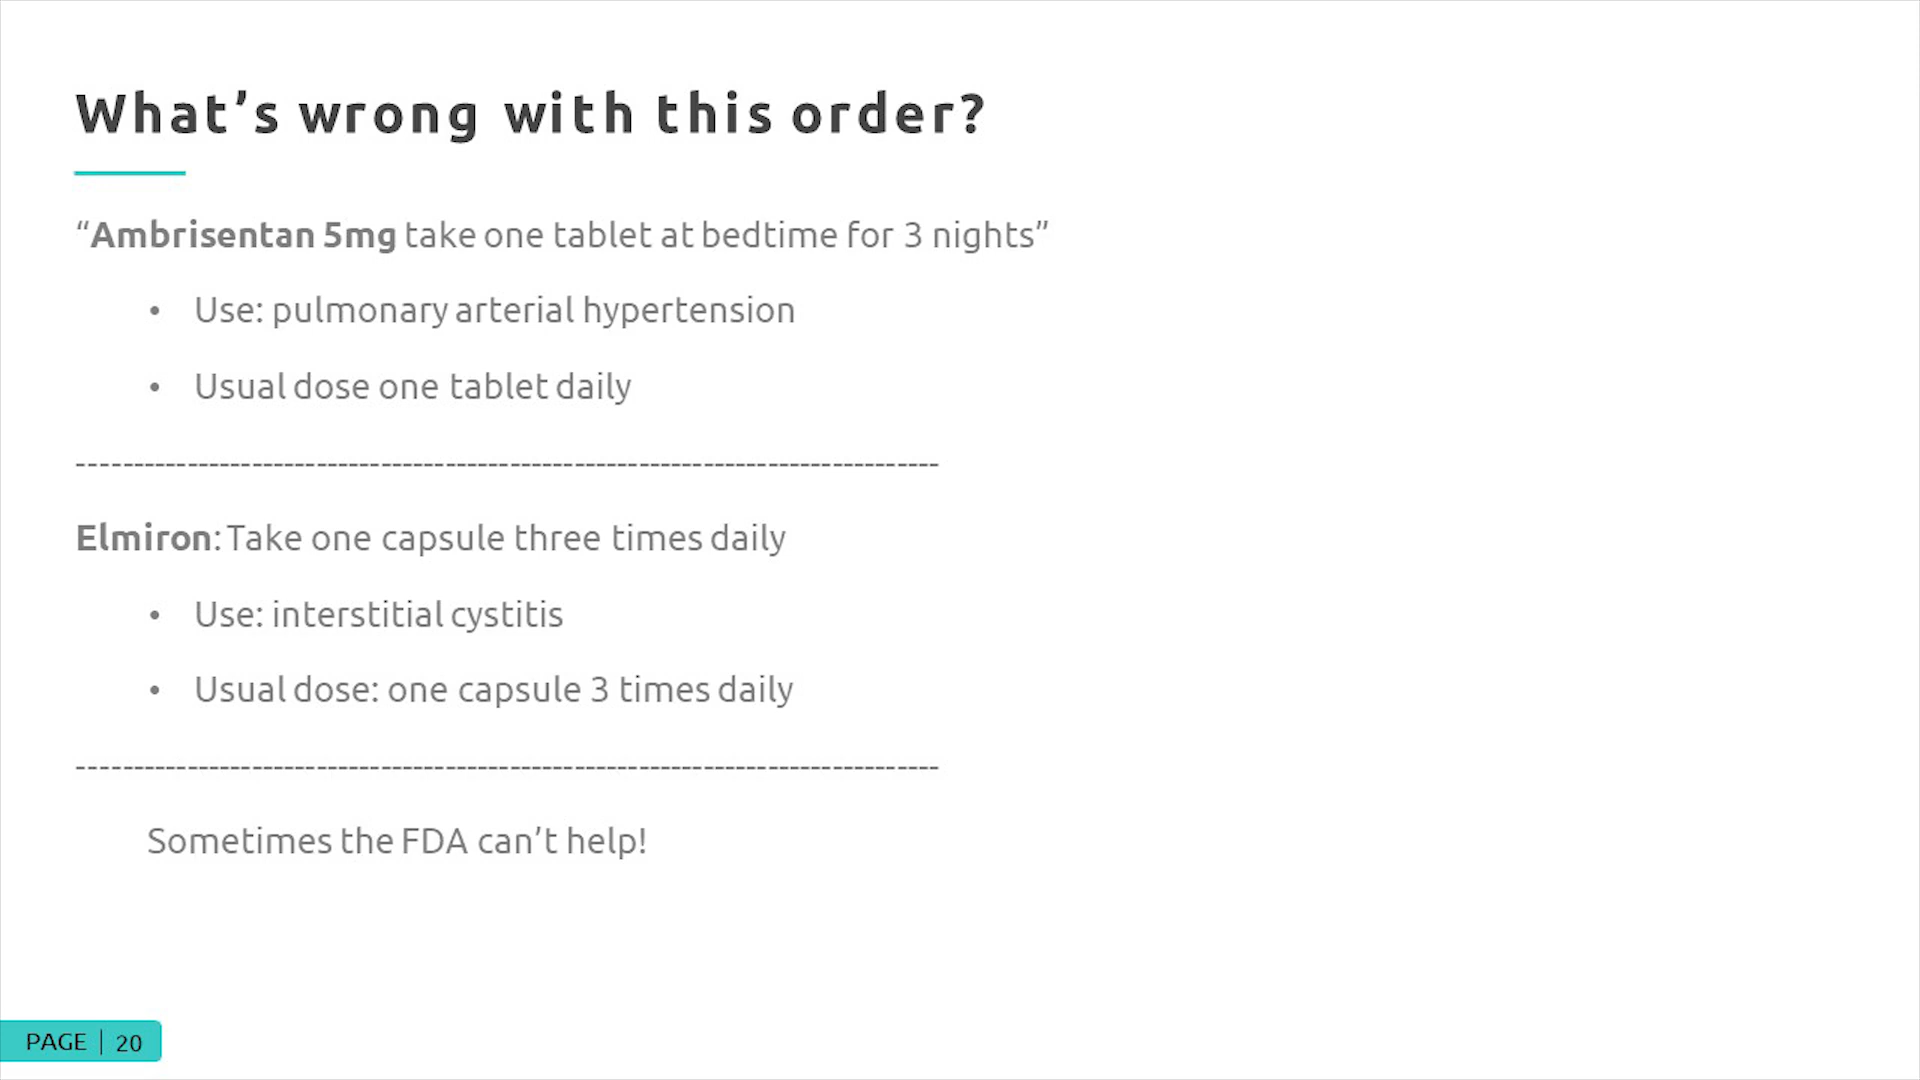 What’s wrong with this order?
“Ambrisentan 5mg take one tablet at bedtime for 3 nights”
• Use: pulmonary arterial hypertension
• Usual dose one tablet daily
--------------------------------------------------------------------------------
Elmiron: Take one capsule three times daily
• Use: interstitial cystitis
• Usual dose: one capsule 3 times daily
--------------------------------------------------------------------------------
Sometimes the FDA can’t help!
PAGE | 20